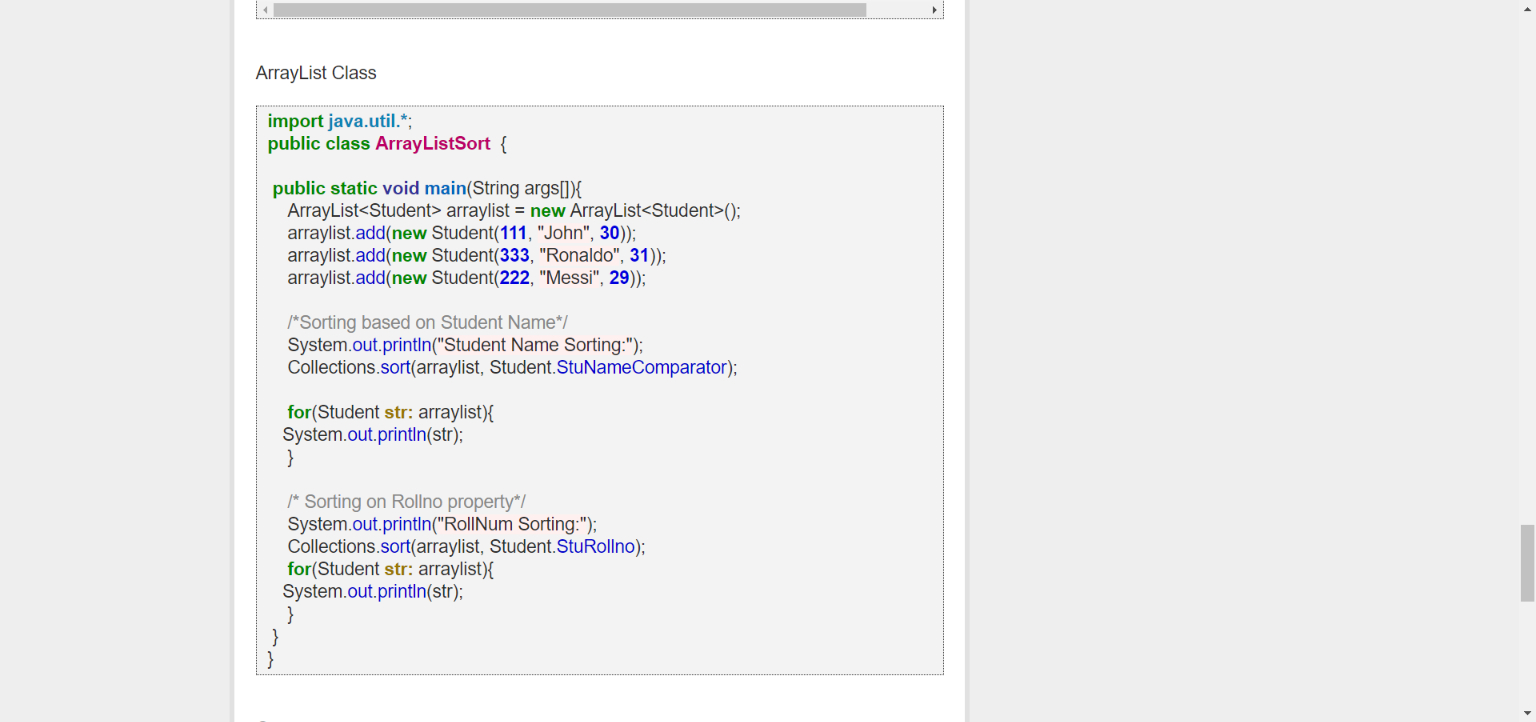 ArrayList Class
import java.util.*;
public class ArrayListSort  {
public static void main(String args[]){
ArrayList<Student> arraylist = new ArrayList<Student>();
arraylist.add(new Student(111, "John", 30));
arraylist.add(new Student(333, "Ronaldo", 31));
arraylist.add(new Student(222, "Messi", 29));
/*Sorting based on Student Name*/
System.out.println("Student Name Sorting:");
Collections.sort(arraylist, Student.StuNameComparator);
for(Student str: arraylist){
System.out.println(str);
}
/* Sorting on Rollno property*/
System.out.println("RollNum Sorting:");
Collections.sort(arraylist, Student.StuRollno);
for(Student str: arraylist){
System.out.println(str);
}
}
}